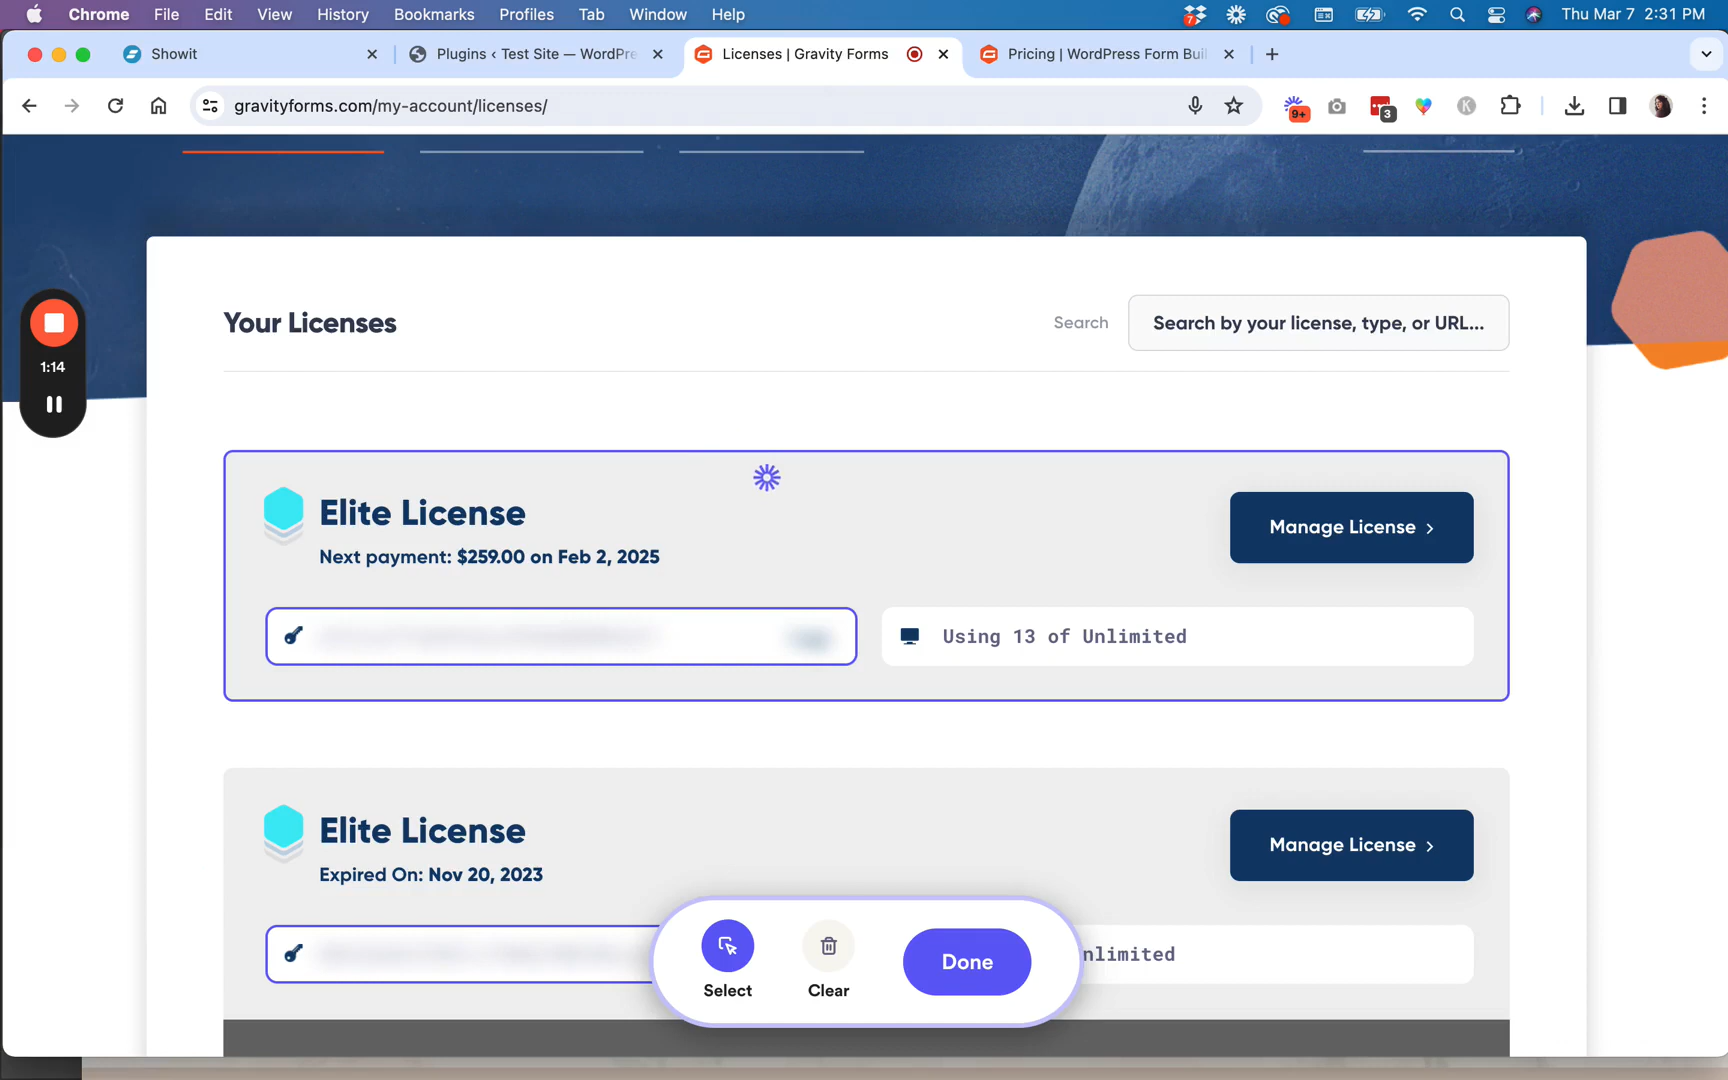 Chrome File Edit View History Bookmarks Profiles Tab Window Help 7 Thu Mar 7 2:31 PM
Showit Plugins ‹ Test Site — WordPre Licenses | Gravity Forms Pricing | WordPress Form Buil
gravityforms.com/my-account/licenses/ 9+ 3 K
Your Licenses
Search
Search by your license, type, or URL...
1:14
Elite License
Next payment: $259.00 on Feb 2, 2025
Manage License ›
Using 13 of Unlimited
Elite License
Expired On: Nov 20, 2023
Manage License ›
nlimited
Select
Clear
Done